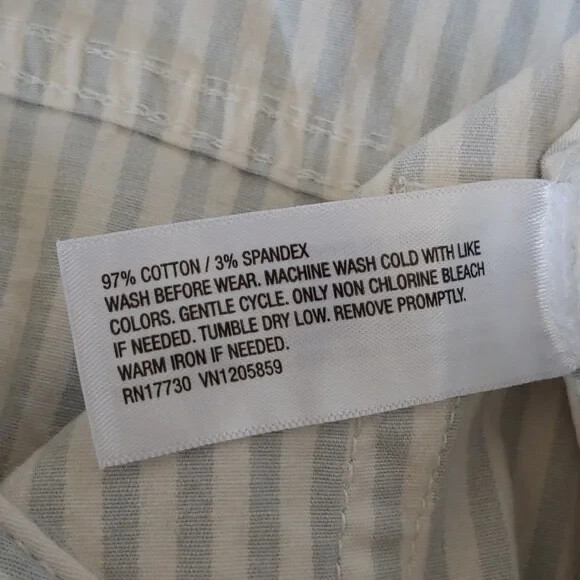 97% COTTON / 3% SPANDEX
WASH BEFORE WEAR. MACHINE WASH COLD WITH LIKE
COLORS. GENTLE CYCLE. ONLY NON CHLORINE BLEACH
IF NEEDED. TUMBLE DRY LOW. REMOVE PROMPTLY.
WARM IRON IF NEEDED.
RN17730 VN1205859